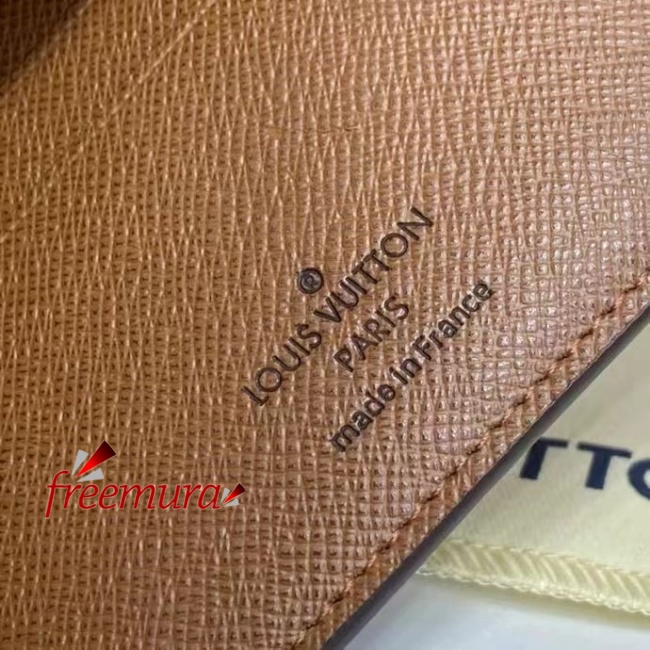 ®
LOUIS VUITTON
PARIS
made in France
TTO
freemura